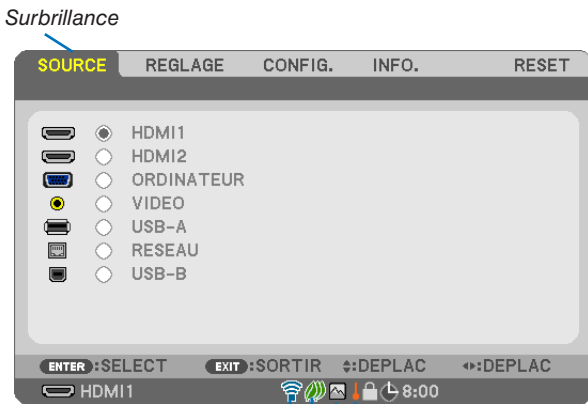 Surbrillance
SOURCE REGLAGE CONFIG. INFO. RESET
HDMI1
HDMI2
ORDINATEUR
VIDEO
USB-A
RESEAU
USB-B
ENTER :SELECT EXIT :SORTIR :DEPLAC :DEPLAC
HDMI1 8:00